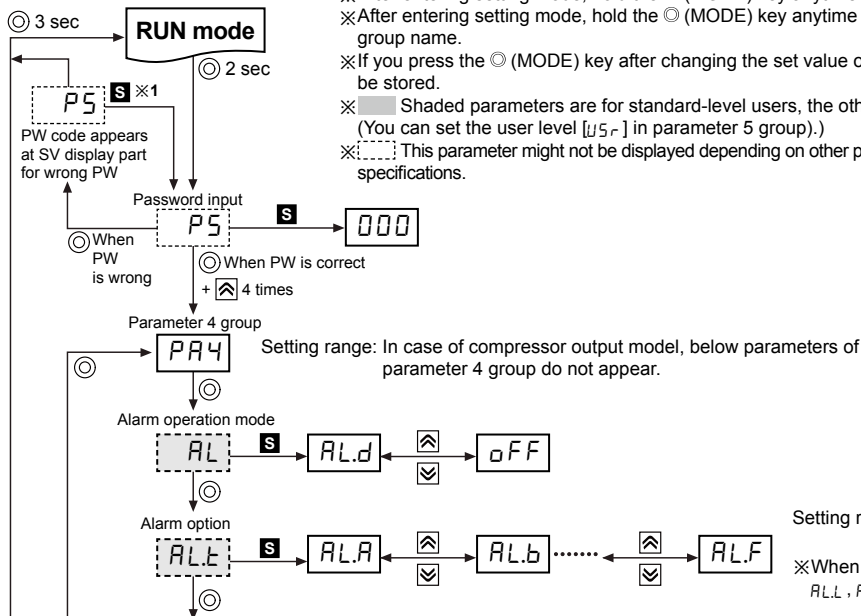 ◎ 3 sec
RUN mode
◎ 2 sec
※After entering setting mode, hold the ◎ (MODE) key anytime
group name.
※If you press the ◎ (MODE) key after changing the set value o
be stored.
※ Shaded parameters are for standard-level users, the oth
(You can set the user level [USr] in parameter 5 group).)
※ This parameter might not be displayed depending on other p
specifications.
PS
S ※1
PW code appears
at SV display part
for wrong PW
Password input
PS
S
000
◎ When
PW
is wrong
◎ When PW is correct
+ 4 times
Parameter 4 group
PA4
Setting range: In case of compressor output model, below parameters of
parameter 4 group do not appear.
◎
◎
Alarm operation mode
AL
S
AL.d
oFF
◎
Alarm option
AL.t
S
AL.A
AL.b
AL.F
Setting r
※When
AL.L, A
◎